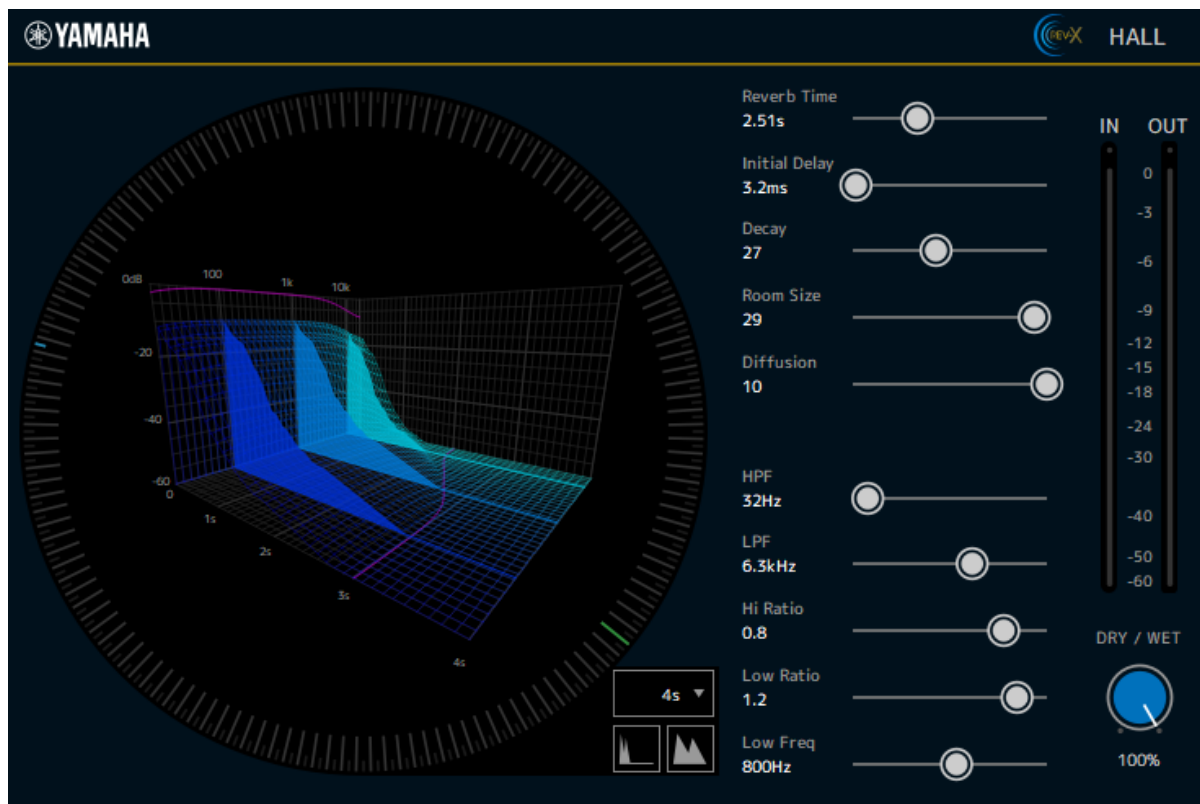 YAMAHA
REV-X HALL
Reverb Time
2.51s
Initial Delay
3.2ms
Decay
27
Room Size
29
Diffusion
10
HPF
32Hz
LPF
6.3kHz
Hi Ratio
0.8
Low Ratio
1.2
Low Freq
800Hz
IN OUT
0
-3
-6
-9
-12
-15
-18
-24
-30
-40
-50
-60
DRY / WET
100%
0dB 100 1k 10k
-20
-40
-60
0
1s
2s
3s
4s
4s